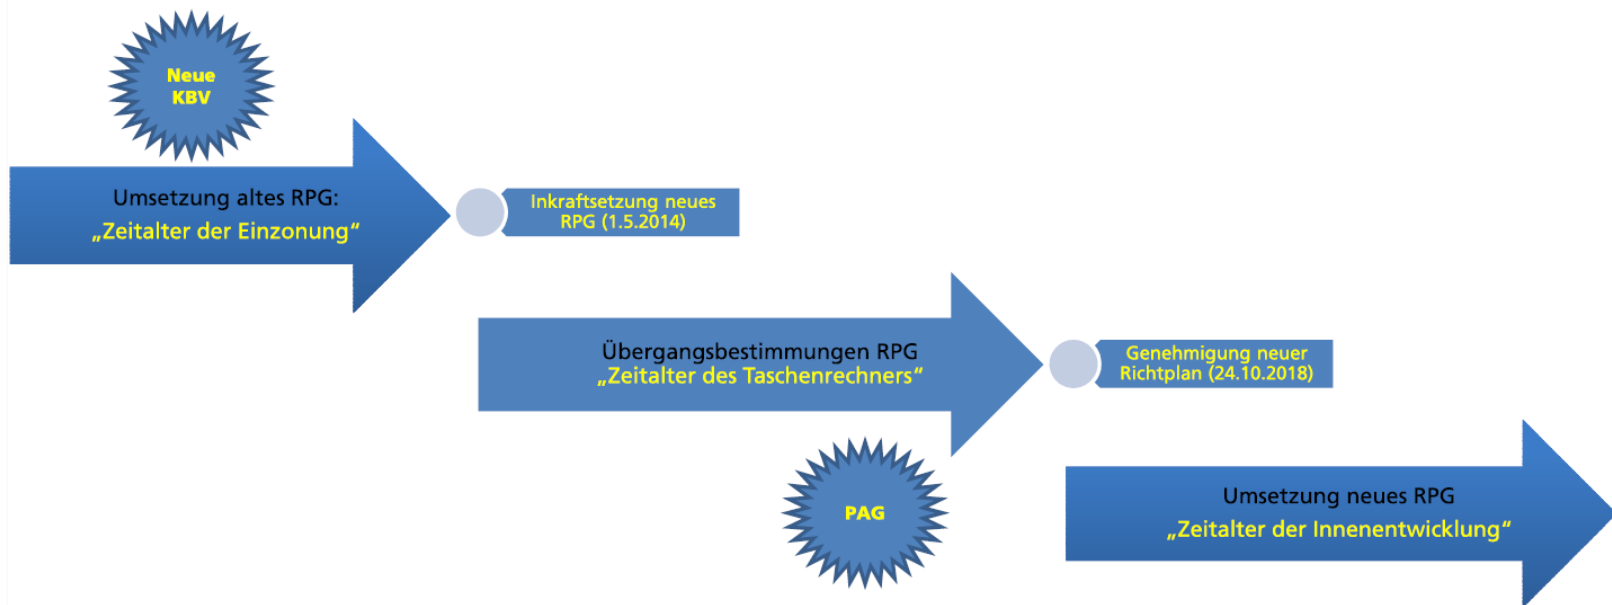 Neue
KBV
Umsetzung altes RPG:
„Zeitalter der Einzonung“
Inkraftsetzung neues
RPG (1.5.2014)
Übergangsbestimmungen RPG
„Zeitalter des Taschenrechners“
Genehmigung neuer
Richtplan (24.10.2018)
PAG
Umsetzung neues RPG
„Zeitalter der Innenentwicklung“